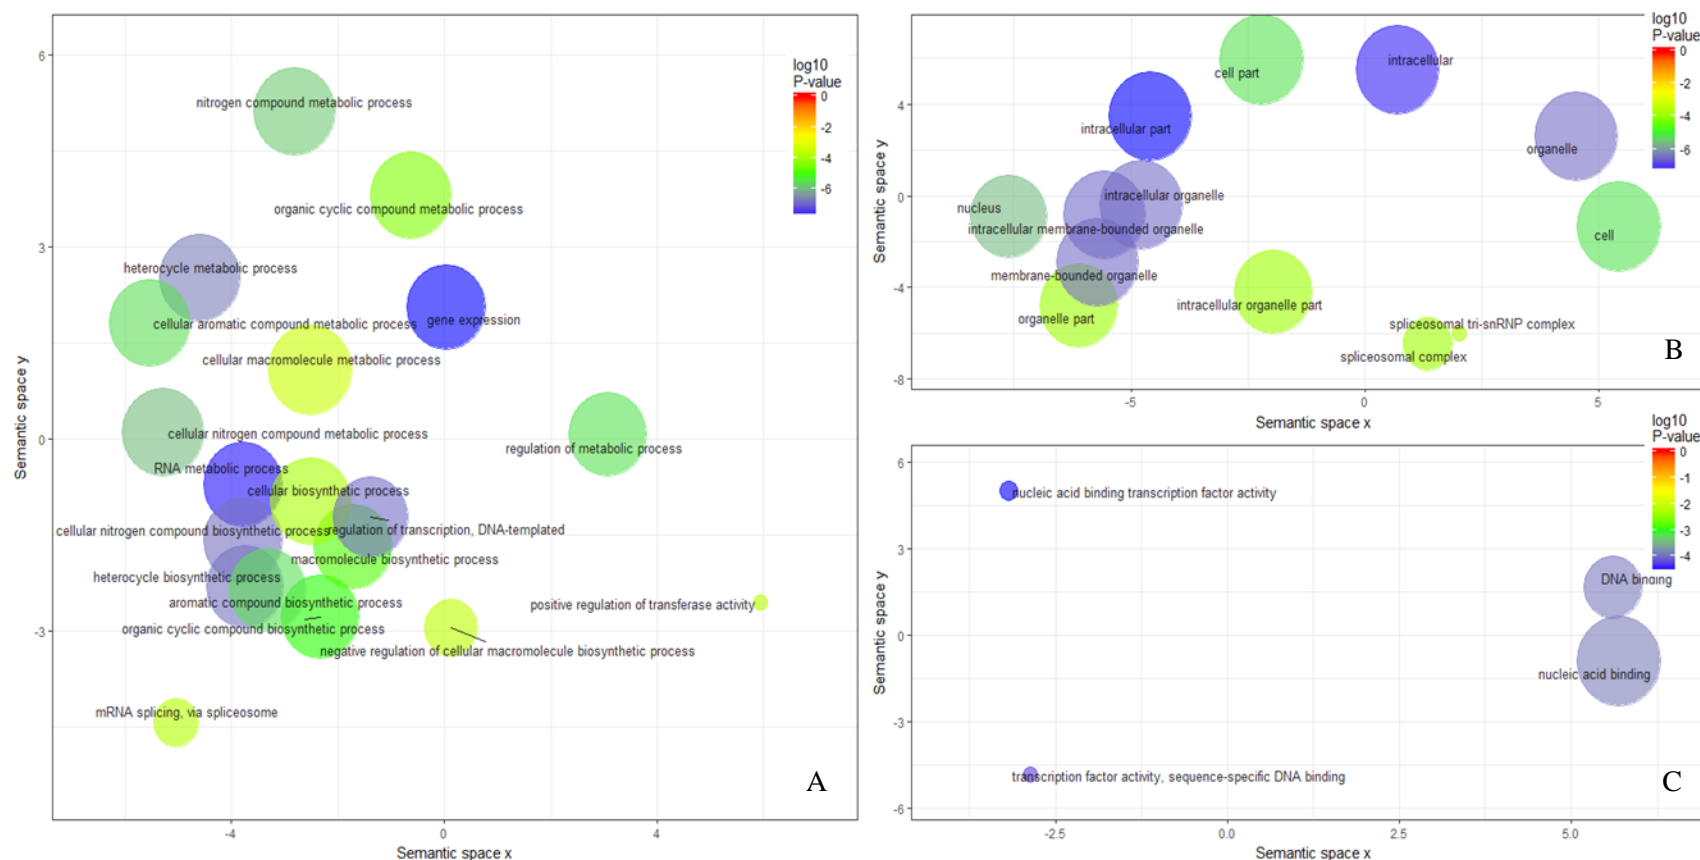 log10
P-value
0
-2
-4
-6
6
3
0
-3
Semantic space y
nitrogen compound metabolic process
organic cyclic compound metabolic process
heterocycle metabolic process
gene expression
cellular aromatic compound metabolic process
cellular macromolecule metabolic process
cellular nitrogen compound metabolic process
regulation of metabolic process
RNA metabolic process
cellular biosynthetic process
cellular nitrogen compound biosynthetic process
regulation of transcription, DNA-templated
macromolecule biosynthetic process
heterocycle biosynthetic process
aromatic compound biosynthetic process
positive regulation of transferase activity
organic cyclic compound biosynthetic process
negative regulation of cellular macromolecule biosynthetic process
mRNA splicing, via spliceosome
A
-4
0
4
Semantic space x
log10
P-value
0
-2
-4
-6
4
0
-4
-8
Semantic space y
cell part
intracellular
intracellular part
organelle
intracellular organelle
nucleus
intracellular membrane-bounded organelle
cell
membrane-bounded organelle
intracellular organelle part
organelle part
spliceosomal tri-snRNP complex
spliceosomal complex
B
-5
0
5
Semantic space x
log10
P-value
0
-1
-2
-3
-4
6
3
0
-3
-6
Semantic space y
nucleic acid binding transcription factor activity
DNA binding
nucleic acid binding
transcription factor activity, sequence-specific DNA binding
C
-2.5
0.0
2.5
5.0
Semantic space x